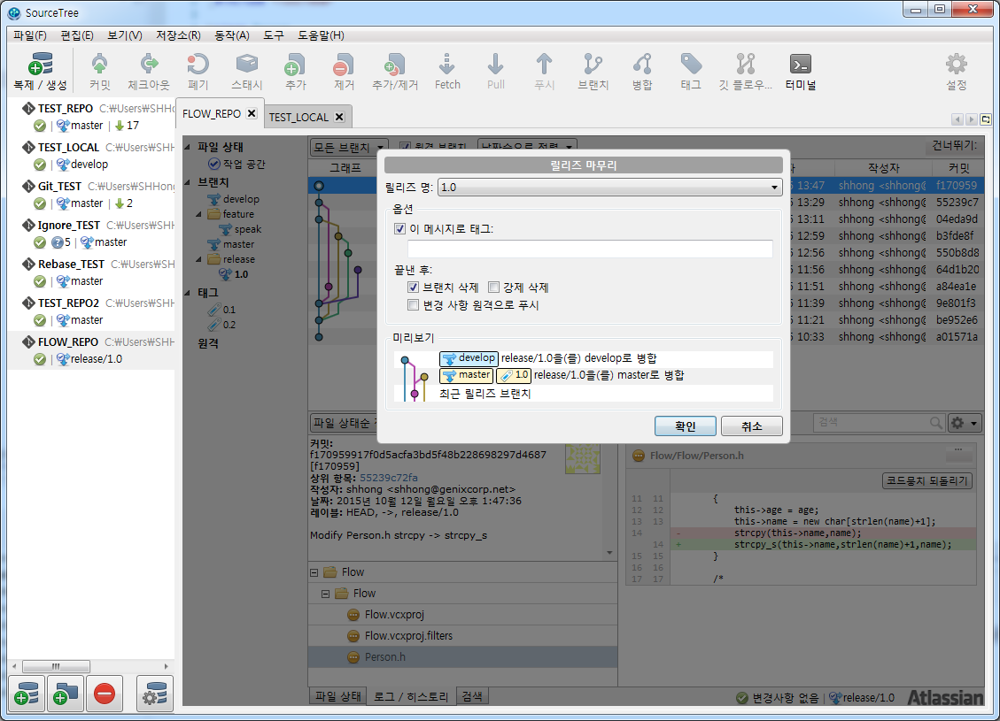 SourceTree
파일(F) 편집(E) 보기(V) 저장소(R) 동작(A) 도구 도움말(H)
복제 / 생성 커밋 체크아웃 폐기 스태시 추가 제거 추가/제거 Fetch Pull 푸시 브랜치 병합 태그 깃 플로우... 터미널 설정
TEST_REPO C:₩Users₩SHHo
master 17
TEST_LOCAL C:₩Users₩SHH
develop
Git_TEST C:₩Users₩SHHong
master 2
Ignore_TEST C:₩Users₩SHH
5 master
Rebase_TEST C:₩Users₩SH
master
TEST_REPO2 C:₩Users₩SHH
master
FLOW_REPO C:₩Users₩SHH
release/1.0
FLOW_REPO TEST_LOCAL
파일 상태
작업 공간
브랜치
develop
feature
speak
master
release
1.0
태그
0.1
0.2
원격
모든 브랜치 원격 브랜치 날짜순으로 정렬 건너뛰기:
그래프 작성자 커밋
13:47 shhong <shhong@ f170959
13:29 shhong <shhong@ 55239c7
13:11 shhong <shhong@ 04eda9d
12:59 shhong <shhong@ b3fde8f
12:56 shhong <shhong@ 550b8d8
11:56 shhong <shhong@ 64d1b20
11:51 shhong <shhong@ a84ea1e
11:39 shhong <shhong@ 9e801f3
11:21 shhong <shhong@ be952e6
10:33 shhong <shhong@ a01571a
릴리즈 마무리
릴리즈 명: 1.0
옵션
이 메시지로 태그:
끝낸 후:
브랜치 삭제 강제 삭제
변경 사항 원격으로 푸시
미리보기
develop release/1.0을(를) develop로 병합
master 1.0 release/1.0을(를) master로 병합
최근 릴리즈 브랜치
확인 취소
파일 상태순 검색
커밋:
f170959917f0d5acfa3bd5f48b228698297d4687
[f170959]
상위 항목: 55239c72fa
작성자: shhong <shhong@genixcorp.net>
날짜: 2015년 10월 12일 월요일 오후 1:47:36
레이블: HEAD, ->, release/1.0
Modify Person.h strcpy -> strcpy_s
Flow
Flow
Flow.vcxproj
Flow.vcxproj.filters
Person.h
Flow/Flow/Person.h ...
코드뭉치 되돌리기
11 11 {
12 12 this->age = age;
13 13 this->name = new char[strlen(name)+1];
14 - strcpy(this->name,name);
14 + strcpy_s(this->name,strlen(name)+1,name);
15 15 }
16 16
17 17 /*
파일 상태 로그 / 히스토리 검색
변경사항 없음 release/1.0 Atlassian